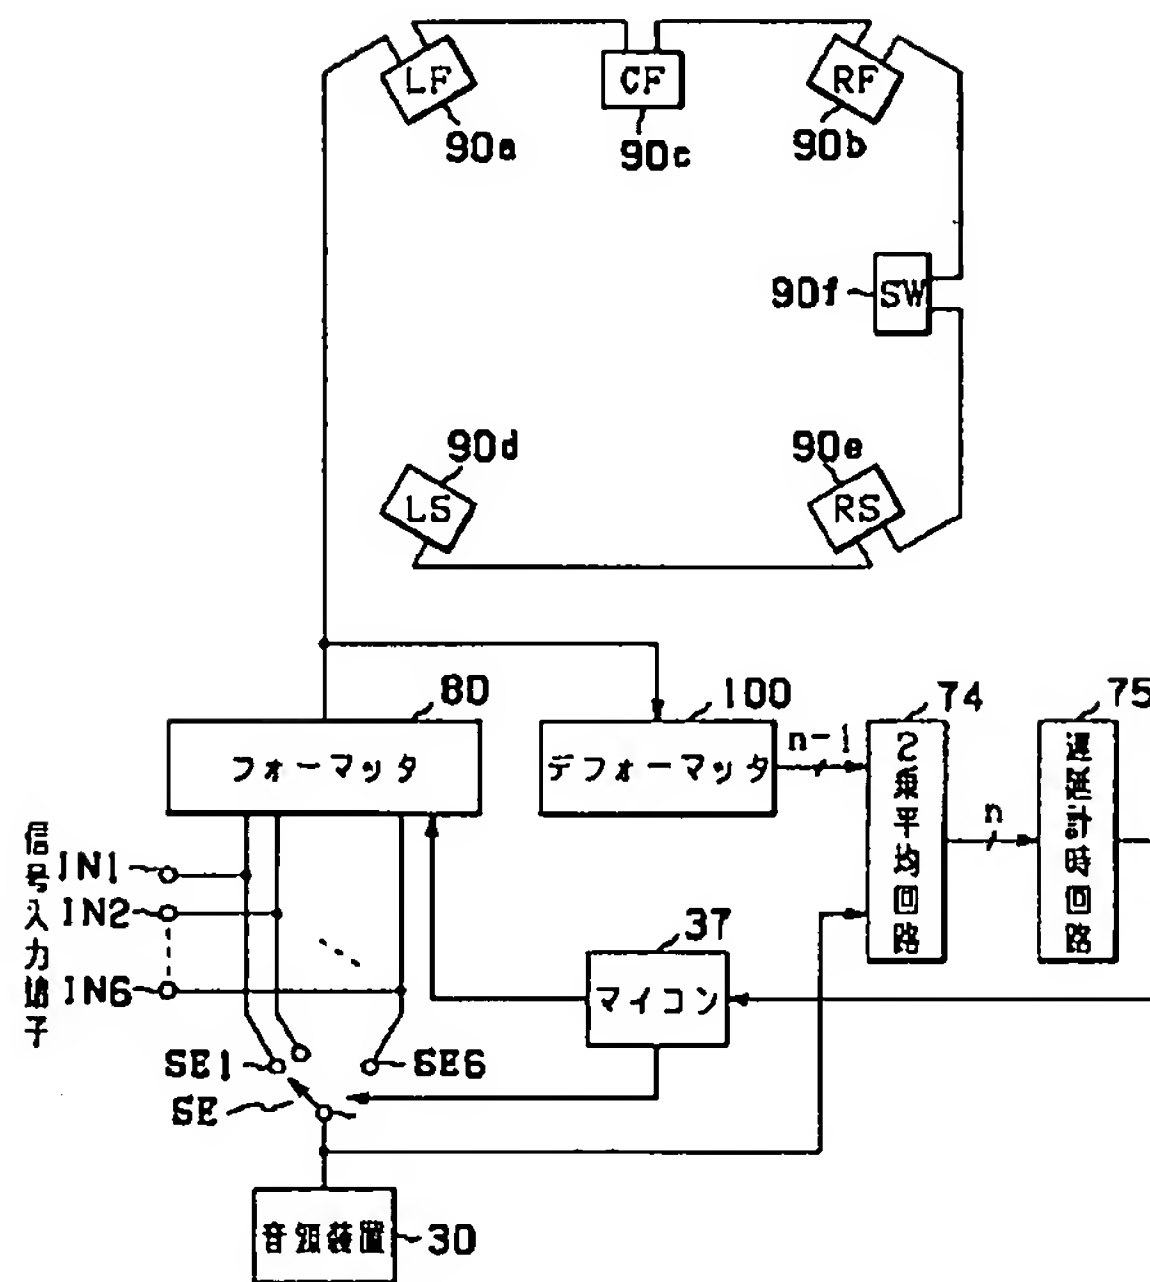 LF
CF
RF
90a
90c
90b
90f
SW
90d
90e
LS
RS
80
100
74
75
フォーマッタ
デフォーマッタ
n-1
2乗平均回路
n
遅延計時回路
信号入力端子
IN1
IN2
IN6
37
マイコン
SE1
SE6
SE
音源装置
30